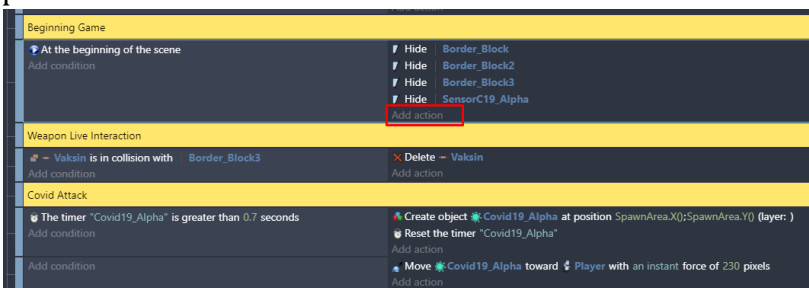 Add action
Beginning Game
At the beginning of the scene
Add condition
Hide Border_Block
Hide Border_Block2
Hide Border_Block3
Hide SensorC19_Alpha
Add action
Weapon Live Interaction
Vaksin is in collision with Border_Block3
Add condition
Delete Vaksin
Add action
Covid Attack
The timer "Covid19_Alpha" is greater than 0.7 seconds
Add condition
Create object Covid19_Alpha at position SpawnArea.X();SpawnArea.Y() (layer: )
Reset the timer "Covid19_Alpha"
Add action
Add condition
Move Covid19_Alpha toward Player with an instant force of 230 pixels
Add action